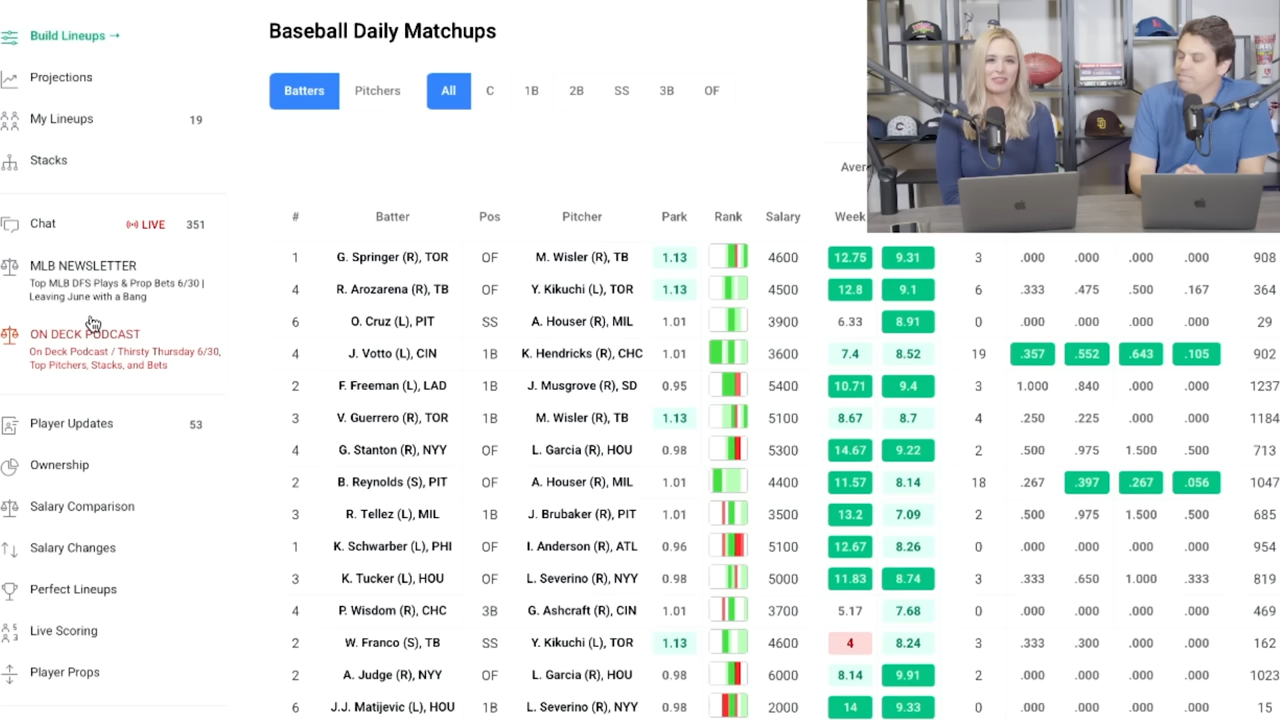 Build Lineups →
Projections
My Lineups 19
Stacks
Chat LIVE 351
MLB NEWSLETTER
Top MLB DFS Plays & Prop Bets 6/30 |
Leaving June with a Bang
ON DECK PODCAST
On Deck Podcast / Thirsty Thursday 6/30,
Top Pitchers, Stacks, and Bets
Player Updates 53
Ownership
Salary Comparison
Salary Changes
Perfect Lineups
Live Scoring
Player Props
Baseball Daily Matchups
Batters Pitchers All C 1B 2B SS 3B OF
# Batter Pos Pitcher Park Rank Salary Week
1 G. Springer (R), TOR OF M. Wisler (R), TB 1.13 4600 12.75 9.31 3 .000 .000 .000 .000 908
4 R. Arozarena (R), TB OF Y. Kikuchi (L), TOR 1.13 4500 12.8 9.1 6 .333 .475 .500 .167 364
6 O. Cruz (L), PIT SS A. Houser (R), MIL 1.01 3900 6.33 8.91 0 .000 .000 .000 .000 29
4 J. Votto (L), CIN 1B K. Hendricks (R), CHC 1.01 3600 7.4 8.52 19 .357 .552 .643 .105 902
2 F. Freeman (L), LAD 1B J. Musgrove (R), SD 0.95 5400 10.71 9.4 3 1.000 .840 .000 .000 1237
3 V. Guerrero (R), TOR 1B M. Wisler (R), TB 1.13 5100 8.67 8.7 4 .250 .225 .000 .000 1184
4 G. Stanton (R), NYY OF L. Garcia (R), HOU 0.98 5300 14.67 9.22 2 .500 .975 1.500 .500 713
2 B. Reynolds (S), PIT OF A. Houser (R), MIL 1.01 4400 11.57 8.14 18 .267 .397 .267 .056 1047
3 R. Tellez (L), MIL 1B J. Brubaker (R), PIT 1.01 3500 13.2 7.09 2 .500 .975 1.500 .500 685
1 K. Schwarber (L), PHI OF I. Anderson (R), ATL 0.96 5100 12.67 8.26 0 .000 .000 .000 .000 954
3 K. Tucker (L), HOU OF L. Severino (R), NYY 0.98 5000 11.83 8.74 3 .333 .650 1.000 .333 819
4 P. Wisdom (R), CHC 3B G. Ashcraft (R), CIN 1.01 3700 5.17 7.68 0 .000 .000 .000 .000 469
2 W. Franco (S), TB SS Y. Kikuchi (L), TOR 1.13 4600 4 8.24 3 .333 .300 .000 .000 162
2 A. Judge (R), NYY OF L. Garcia (R), HOU 0.98 6000 8.14 9.91 2 .000 .000 .000 .000 1023
6 J.J. Matijevic (L), HOU 1B L. Severino (R), NYY 0.98 2000 14 9.33 0 .000 .000 .000 .000 15